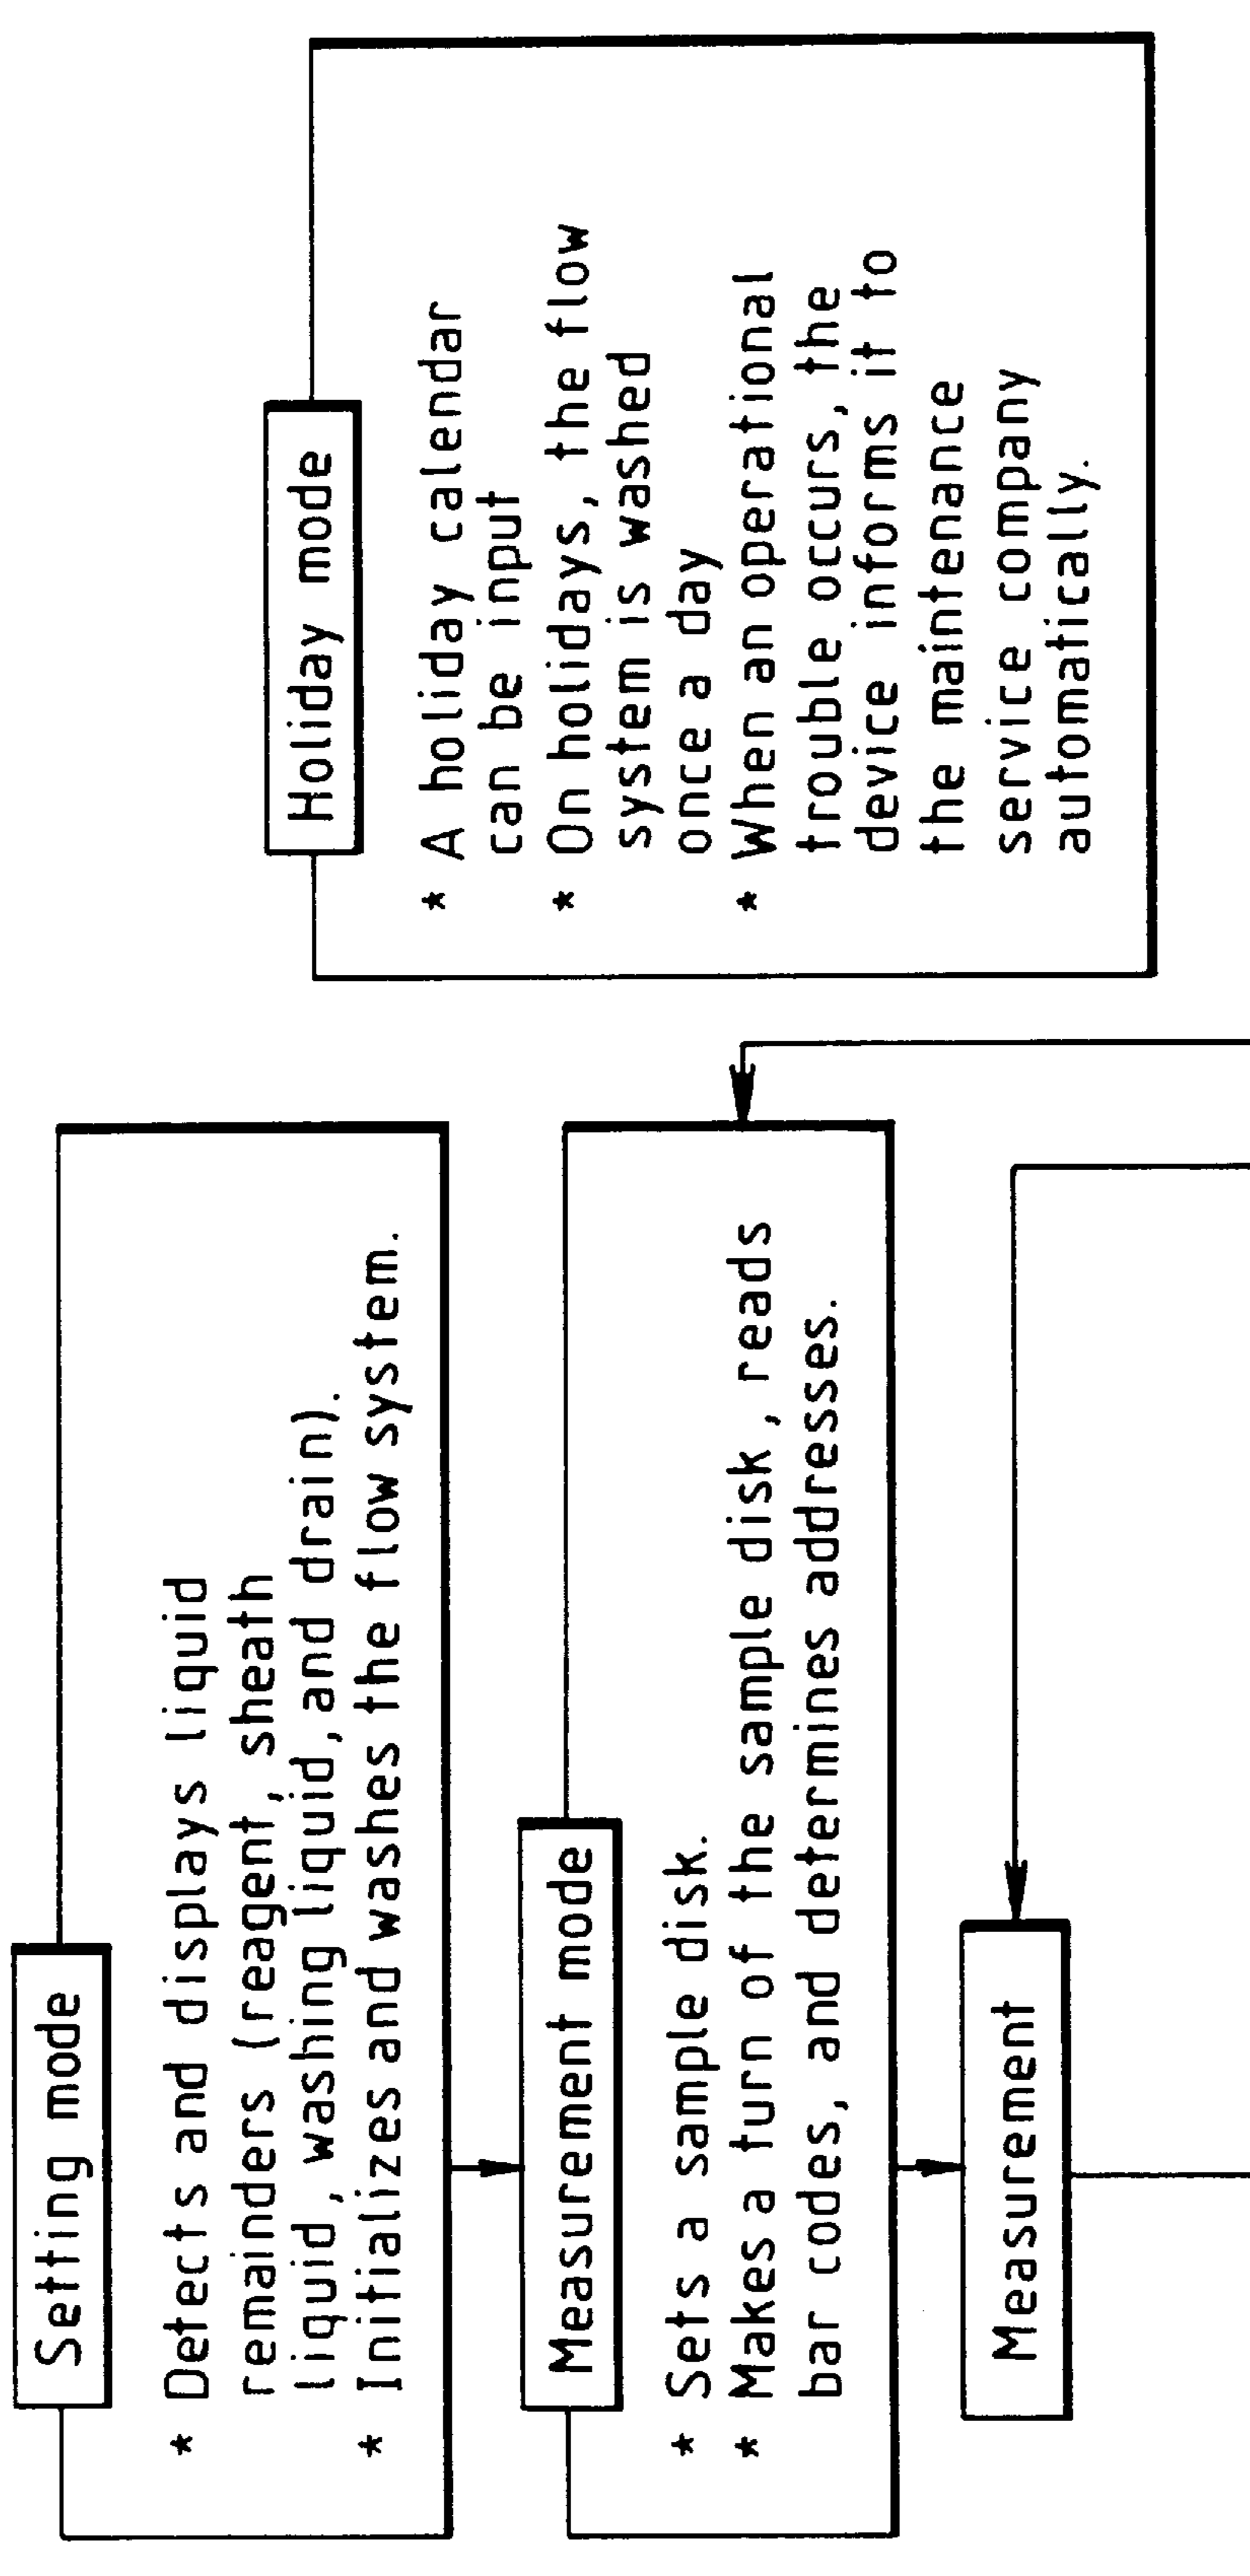 Setting mode
* Detects and displays liquid
remainders (reagent, sheath
liquid, washing liquid, and drain).
* Initializes and washes the flow system.
Measurement mode
* Sets a sample disk.
* Makes a turn of the sample disk, reads
bar codes, and determines addresses.
Measurement
Holiday mode
* A holiday calendar
can be input
* On holidays, the flow
system is washed
once a day
* When an operational
trouble occurs, the
device informs it to
the maintenance
service company
automatically.